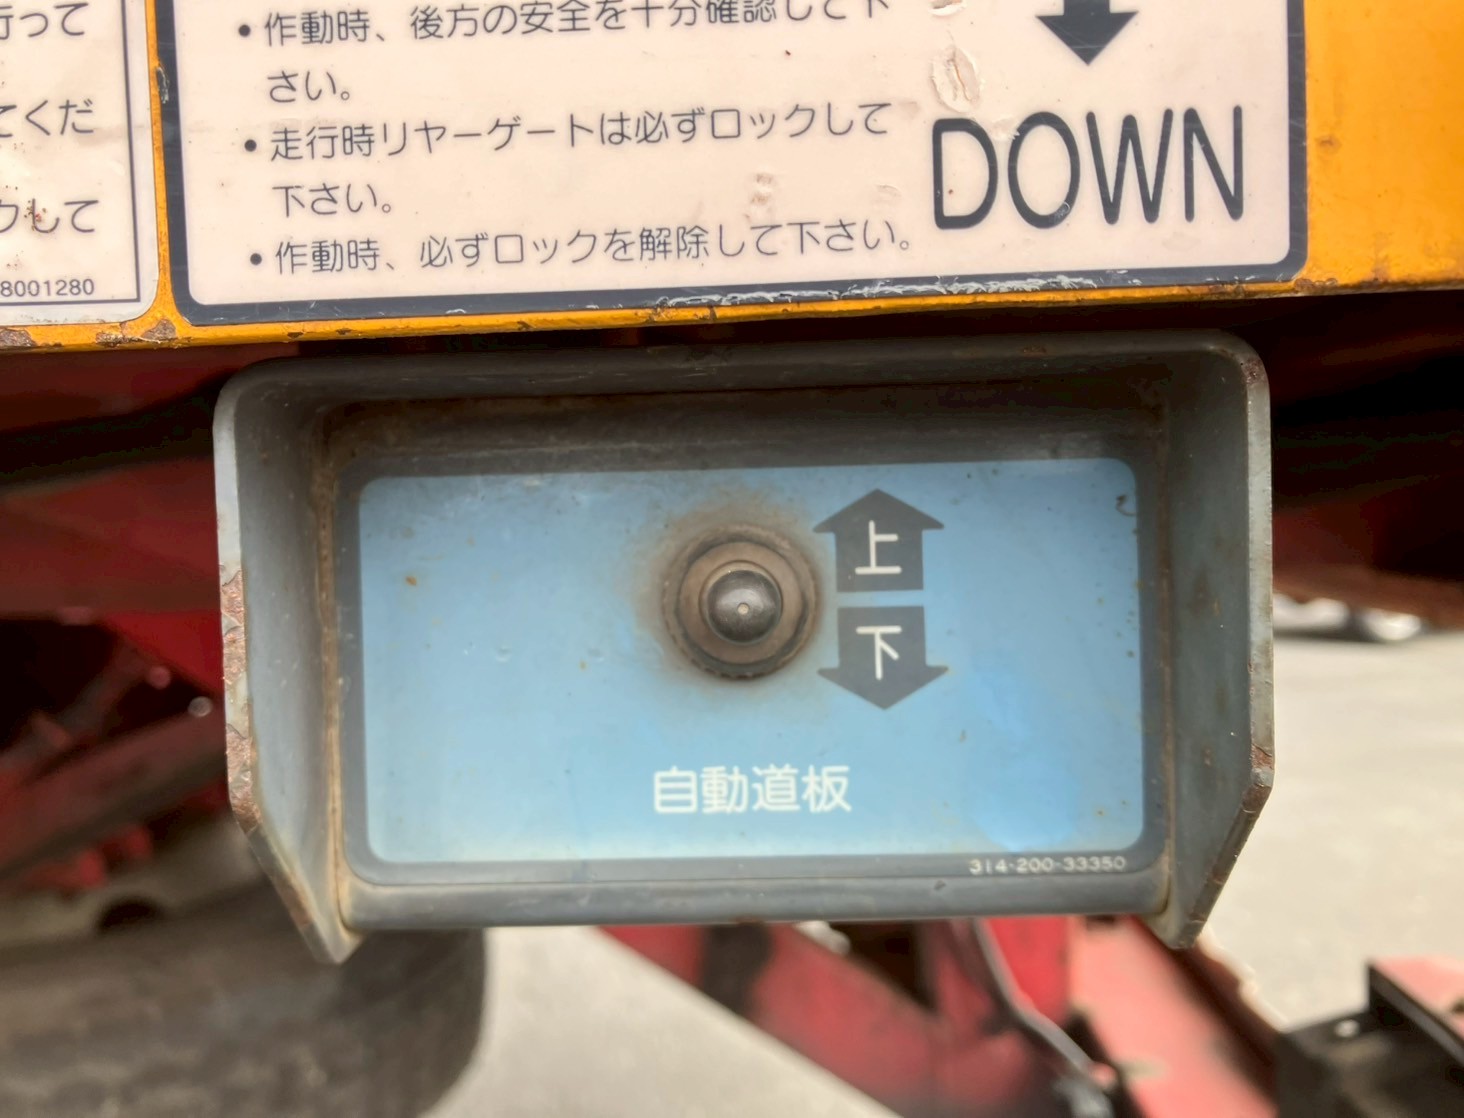 行って
てくだ
クして
8001280
• 作動時、後方の安全を十分確認して下
さい。
• 走行時リヤーゲートは必ずロックして
下さい。
• 作動時、必ずロックを解除して下さい。
DOWN
上
下
自動道板
314-200-33350